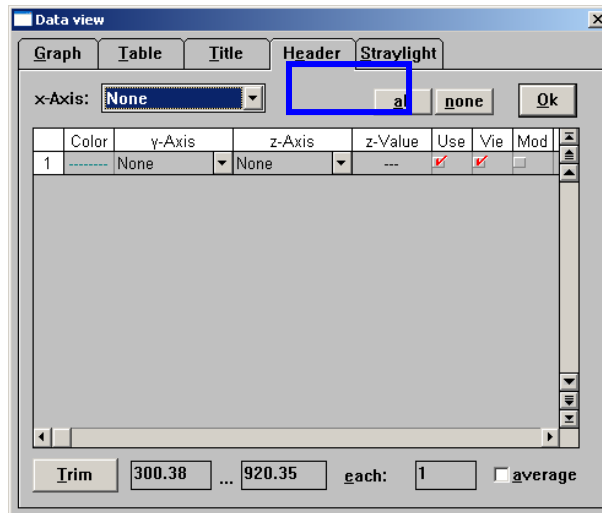 Data view
Graph Table Title Header Straylight
x-Axis: None al none Ok
Color y-Axis z-Axis z-Value Use Vie Mod
1 -------- None None ---
Trim 300.38 ... 920.35 each: 1 average